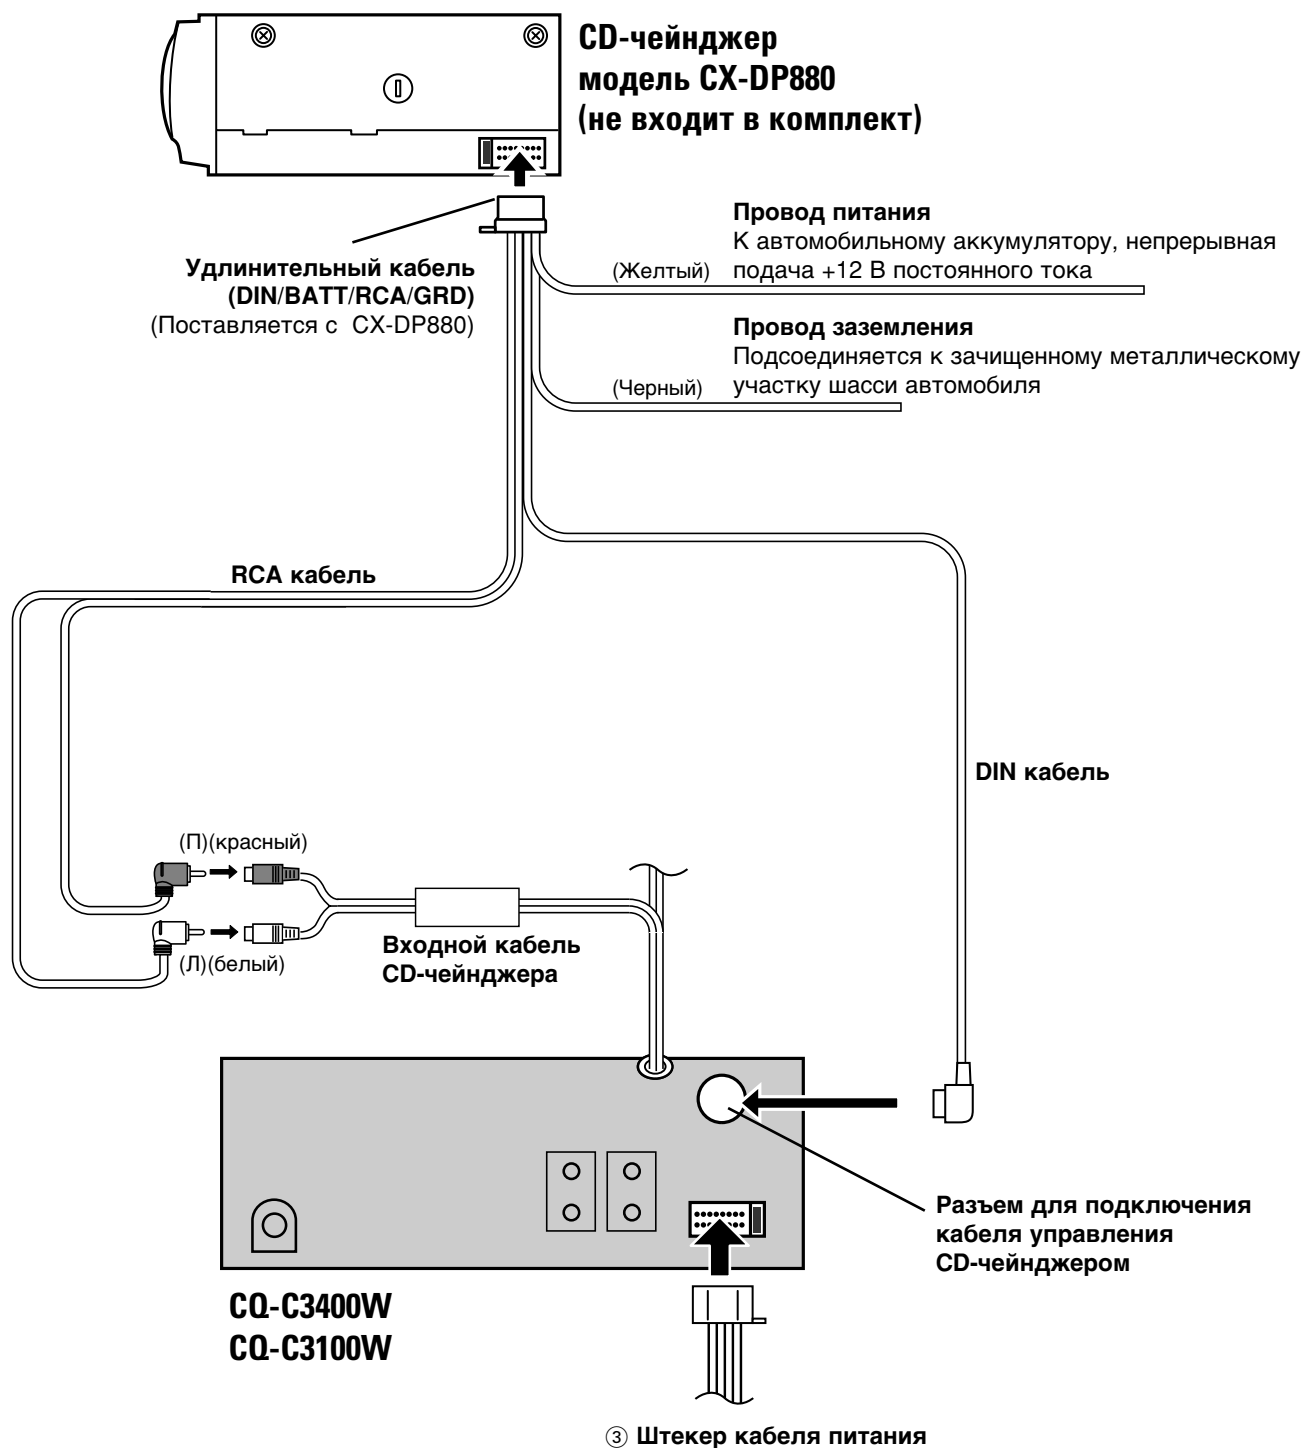 CD-чейнджер
модель CX-DP880
(не входит в комплект)
Провод питания
К автомобильному аккумулятору, непрерывная
(Желтый) подача +12 В постоянного тока
Удлинительный кабель
(DIN/BATT/RCA/GRD)
(Поставляется с CX-DP880)
Провод заземления
Подсоединяется к зачищенному металлическому
(Черный) участку шасси автомобиля
RCA кабель
DIN кабель
(П)(красный)
Входной кабель
CD-чейнджера
(Л)(белый)
Разъем для подключения
кабеля управления
CD-чейнджером
CQ-C3400W
CQ-C3100W
③ Штекер кабеля питания